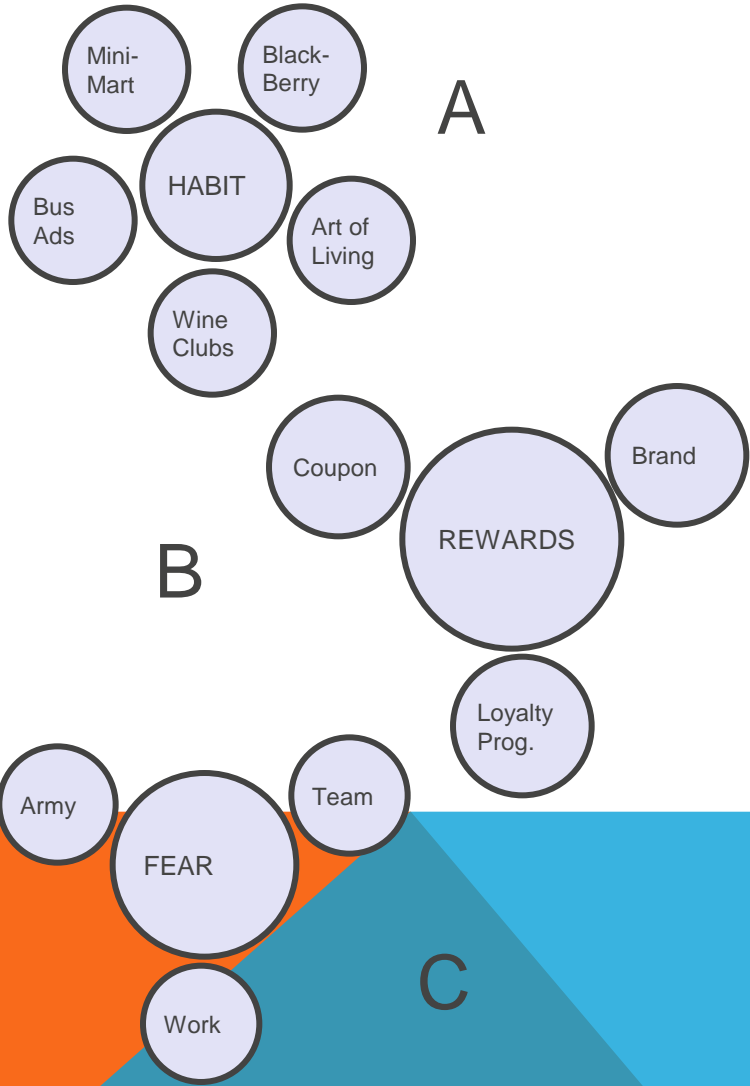 Mini-
Mart
Black-
Berry
A
HABIT
Bus
Ads
Art of
Living
Wine
Clubs
Coupon
Brand
REWARDS
B
Loyalty
Prog.
Army
Team
FEAR
C
Work